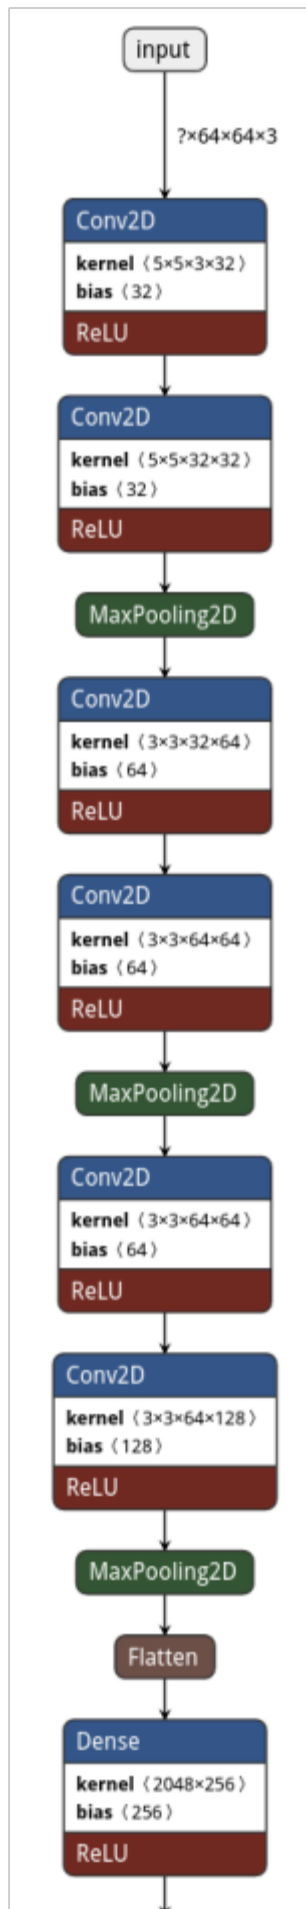 input
?×64×64×3
Conv2D
kernel ⟨5×5×3×32⟩
bias ⟨32⟩
ReLU
Conv2D
kernel ⟨5×5×32×32⟩
bias ⟨32⟩
ReLU
MaxPooling2D
Conv2D
kernel ⟨3×3×32×64⟩
bias ⟨64⟩
ReLU
Conv2D
kernel ⟨3×3×64×64⟩
bias ⟨64⟩
ReLU
MaxPooling2D
Conv2D
kernel ⟨3×3×64×64⟩
bias ⟨64⟩
ReLU
Conv2D
kernel ⟨3×3×64×128⟩
bias ⟨128⟩
ReLU
MaxPooling2D
Flatten
Dense
kernel ⟨2048×256⟩
bias ⟨256⟩
ReLU